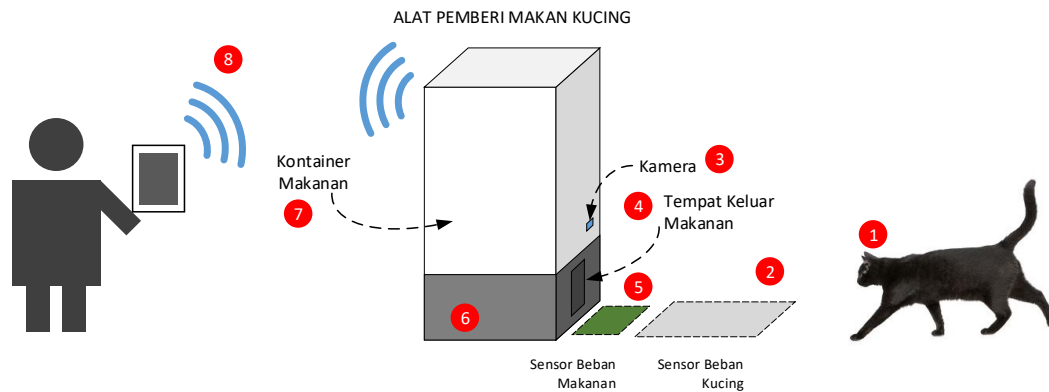 ALAT PEMBERI MAKAN KUCING
8
Kontainer
Makanan
7
Kamera
3
4
Tempat Keluar
Makanan
1
2
5
6
Sensor Beban
Makanan
Sensor Beban
Kucing